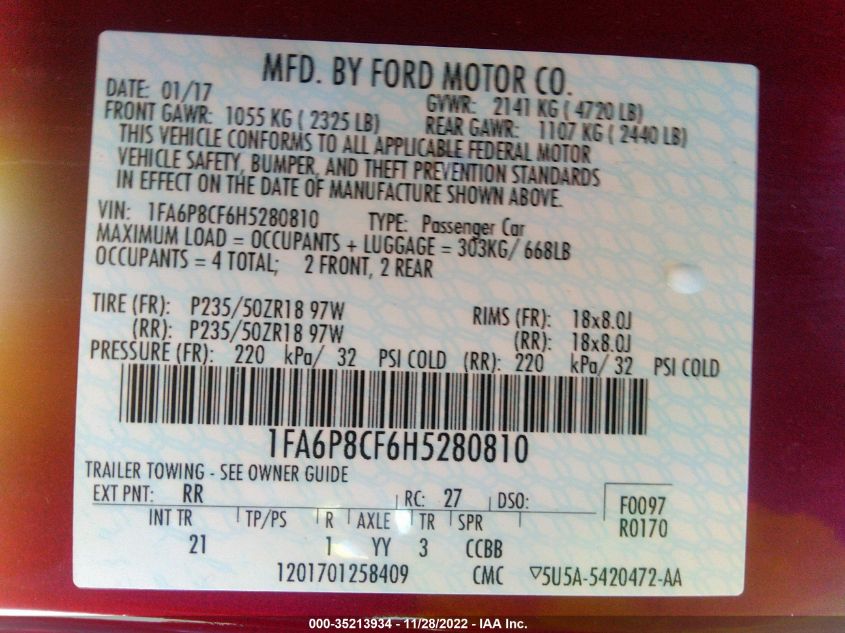 MFD. BY FORD MOTOR CO.
DATE: 01/17 GVWR: 2141 KG ( 4720 LB)
FRONT GAWR: 1055 KG ( 2325 LB) REAR GAWR: 1107 KG ( 2440 LB)
THIS VEHICLE CONFORMS TO ALL APPLICABLE FEDERAL MOTOR
VEHICLE SAFETY, BUMPER, AND THEFT PREVENTION STANDARDS
IN EFFECT ON THE DATE OF MANUFACTURE SHOWN ABOVE.
VIN: 1FA6P8CF6H5280810 TYPE: Passenger Car
MAXIMUM LOAD = OCCUPANTS + LUGGAGE = 303KG/ 668LB
OCCUPANTS = 4 TOTAL; 2 FRONT, 2 REAR
TIRE (FR): P235/50ZR18 97W RIMS (FR): 18x8.0J
(RR): P235/50ZR18 97W (RR): 18x8.0J
PRESSURE (FR): 220 kPa/ 32 PSI COLD (RR): 220 kPa/ 32 PSI COLD
1FA6P8CF6H5280810
TRAILER TOWING - SEE OWNER GUIDE
EXT PNT: RR RC: 27 DSO: F0097
R0170
INT TR TP/PS R AXLE TR SPR
21 1 YY 3 CCBB
1201701258409 CMC ▽5U5A-5420472-AA
000-35213934 - 11/28/2022 - IAA Inc.